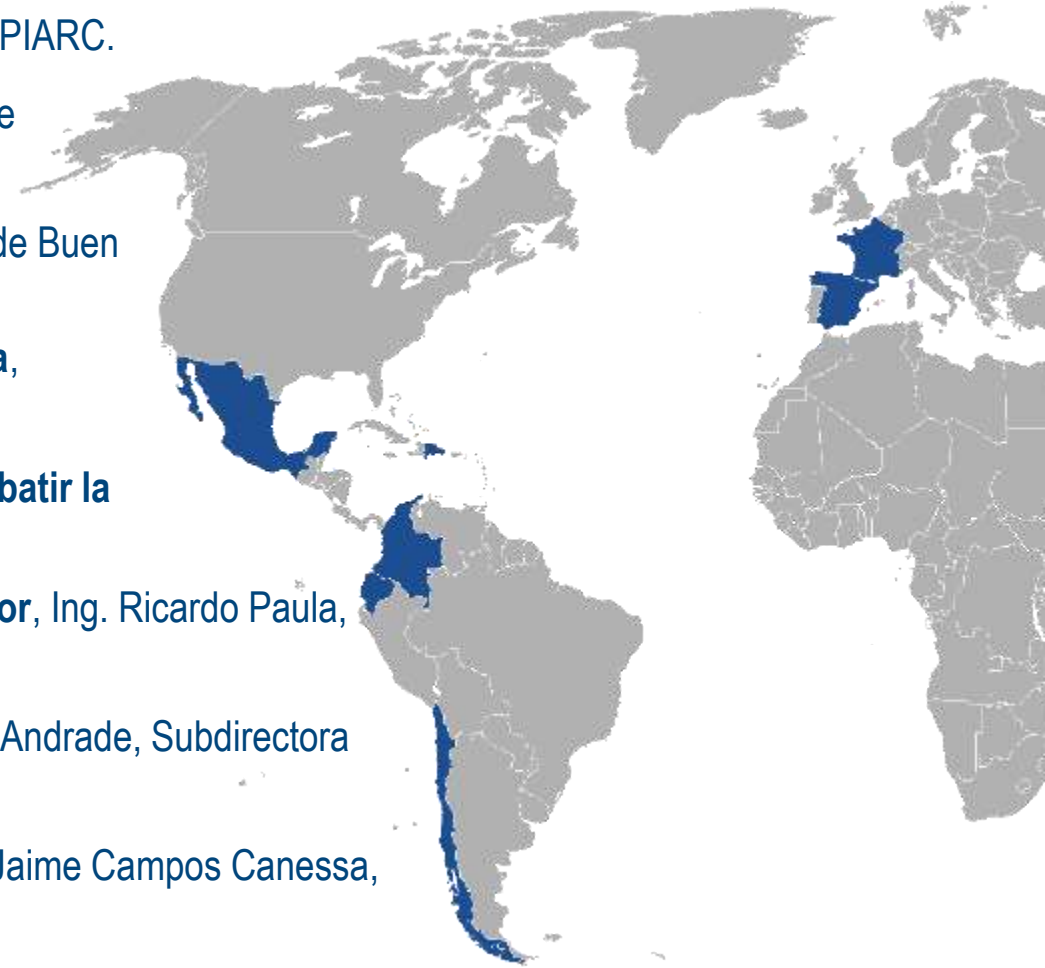 PIARC.
e
de Buen
a,
batir la
or, Ing. Ricardo Paula,
Andrade, Subdirectora
Jaime Campos Canessa,